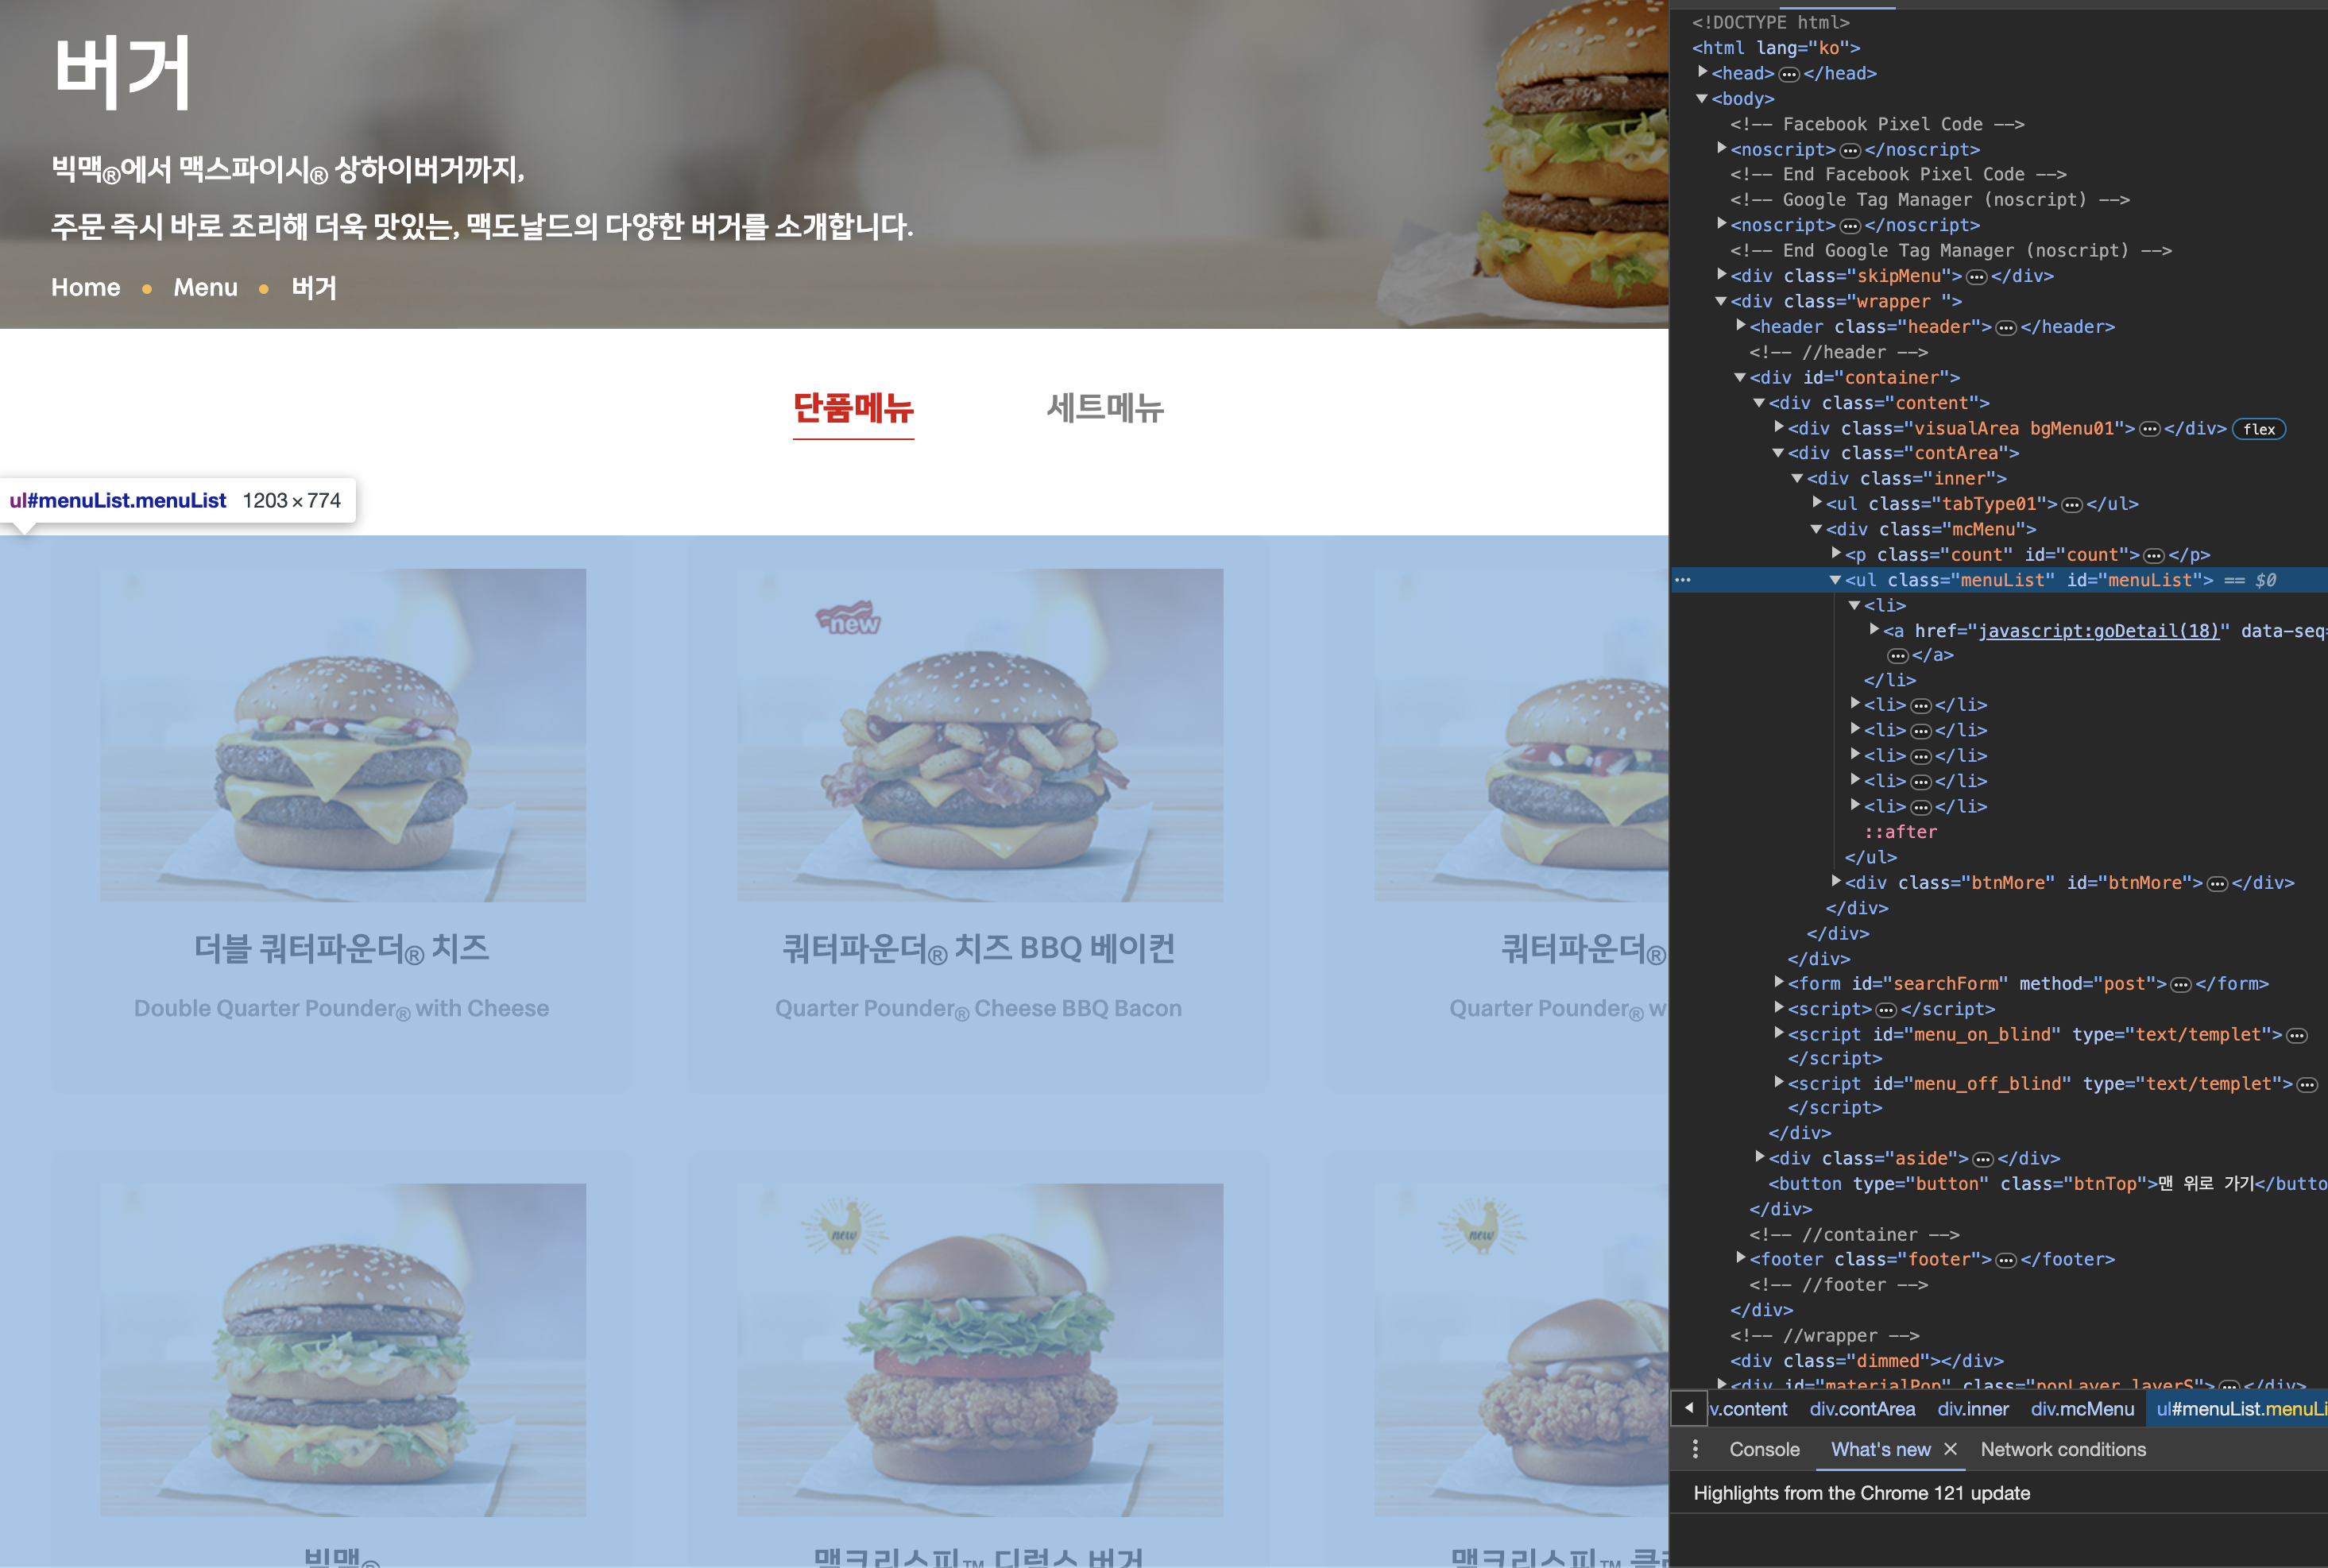 버거
빅맥®에서 맥스파이시® 상하이버거까지,
주문 즉시 바로 조리해 더욱 맛있는, 맥도날드의 다양한 버거를 소개합니다.
Home • Menu • 버거
단품메뉴 세트메뉴
ul#menuList.menuList 1203 × 774
new
더블 쿼터파운더® 치즈
Double Quarter Pounder® with Cheese
쿼터파운더® 치즈 BBQ 베이컨
Quarter Pounder® Cheese BBQ Bacon
쿼터파운더®
Quarter Pounder®
new
new
빅맥®
맥크리스피™ 디럭스 버거
맥크리스피™
<!DOCTYPE html>
<html lang="ko">
<head>…</head>
<body>
<!-- Facebook Pixel Code -->
<noscript>…</noscript>
<!-- End Facebook Pixel Code -->
<!-- Google Tag Manager (noscript) -->
<noscript>…</noscript>
<!-- End Google Tag Manager (noscript) -->
<div class="skipMenu">…</div>
<div class="wrapper ">
<header class="header">…</header>
<!-- //header -->
<div id="container">
<div class="content">
<div class="visualArea bgMenu01">…</div> flex
<div class="contArea">
<div class="inner">
<ul class="tabType01">…</ul>
<div class="mcMenu">
<p class="count" id="count">…</p>
… <ul class="menuList" id="menuList"> == $0
<li>
<a href="javascript:goDetail(18)" data-seq=
…</a>
</li>
<li>…</li>
<li>…</li>
<li>…</li>
<li>…</li>
<li>…</li>
::after
</ul>
<div class="btnMore" id="btnMore">…</div>
</div>
</div>
</div>
<form id="searchForm" method="post">…</form>
<script>…</script>
<script id="menu_on_blind" type="text/templet">…
</script>
<script id="menu_off_blind" type="text/templet">…
</script>
</div>
<div class="aside">…</div>
<button type="button" class="btnTop">맨 위로 가기</butto
</div>
<!-- //container -->
<footer class="footer">…</footer>
<!-- //footer -->
</div>
<!-- //wrapper -->
<div class="dimmed"></div>
<div id="materialPop" class="popLayer layerS">…</div>
v.content div.contArea div.inner div.mcMenu ul#menuList.menuLi
Console What's new × Network conditions
Highlights from the Chrome 121 update